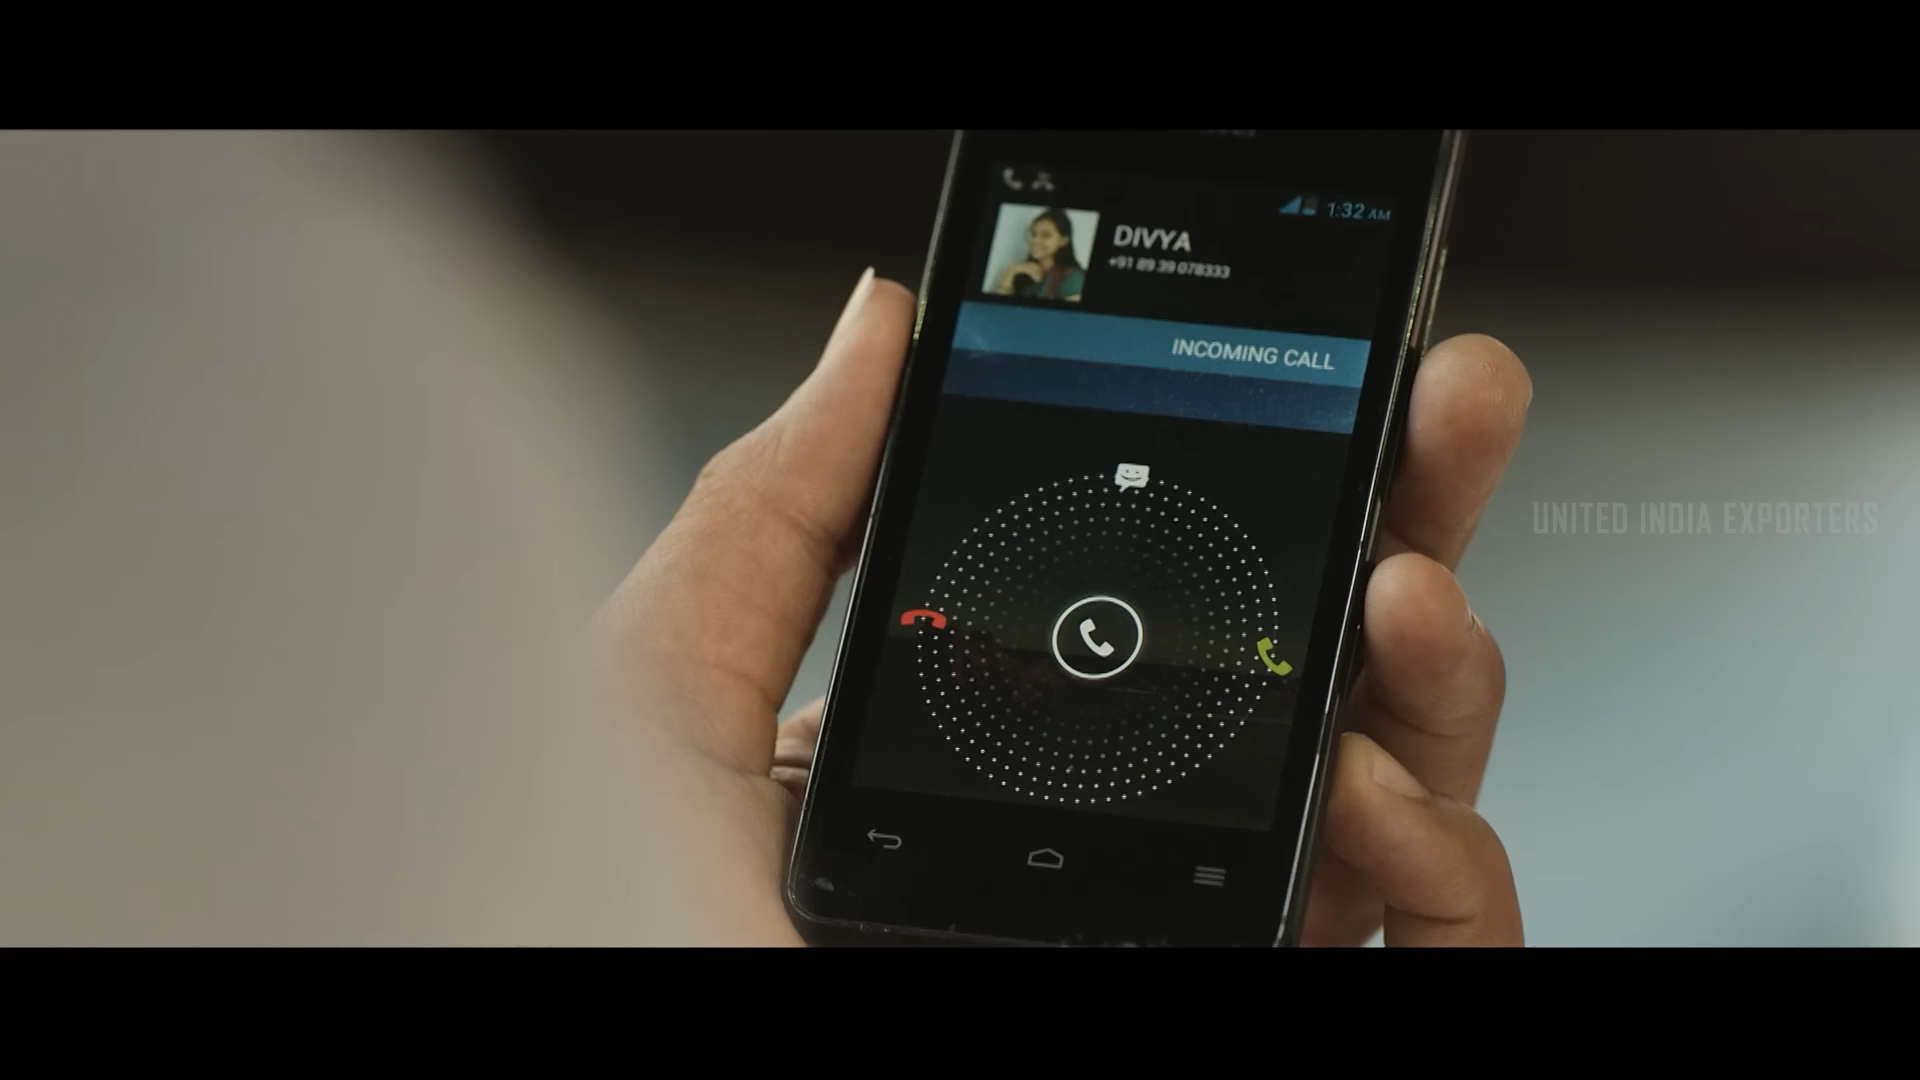 1:32 AM
DIVYA
+91 89 39 078333
INCOMING CALL
UNITED INDIA EXPORTERS